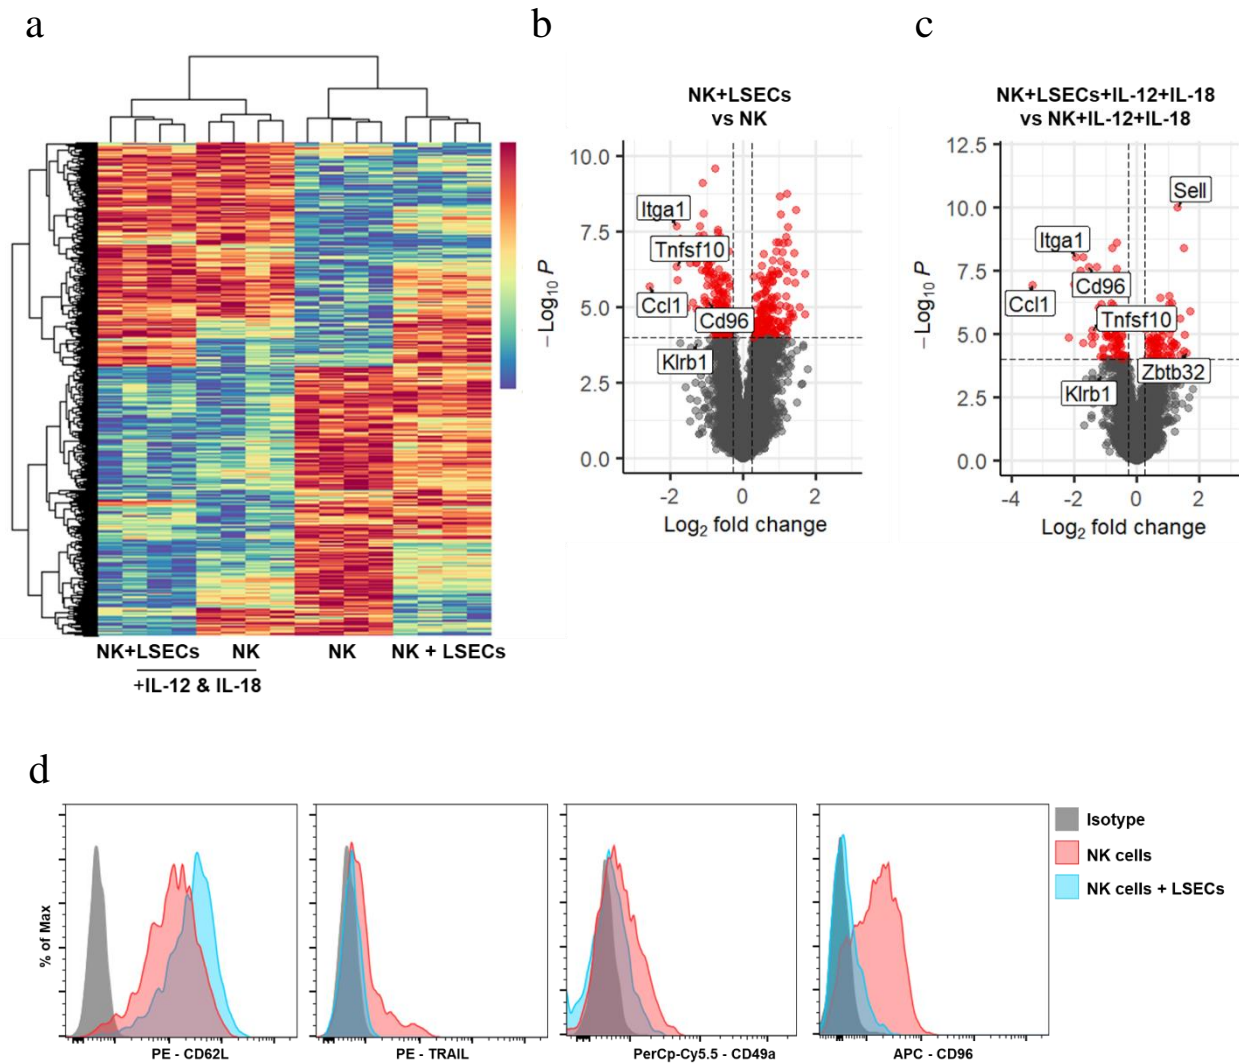 a
NK+LSECs NK NK NK + LSECs
+IL-12 & IL-18
b
NK+LSECs
vs NK
10.0
7.5
5.0
2.5
0.0
− Log10 P
Itga1
Tnfsf10
Ccl1
Cd96
Klrb1
−2 0 2
Log2 fold change
c
NK+LSECs+IL-12+IL-18
vs NK+IL-12+IL-18
12.5
10.0
7.5
5.0
2.5
0.0
− Log10 P
Sell
Itga1
Cd96
Ccl1
Tnfsf10
Zbtb32
Klrb1
−4 −2 0 2
Log2 fold change
d
% of Max
PE - CD62L
PE - TRAIL
PerCp-Cy5.5 - CD49a
APC - CD96
Isotype
NK cells
NK cells + LSECs